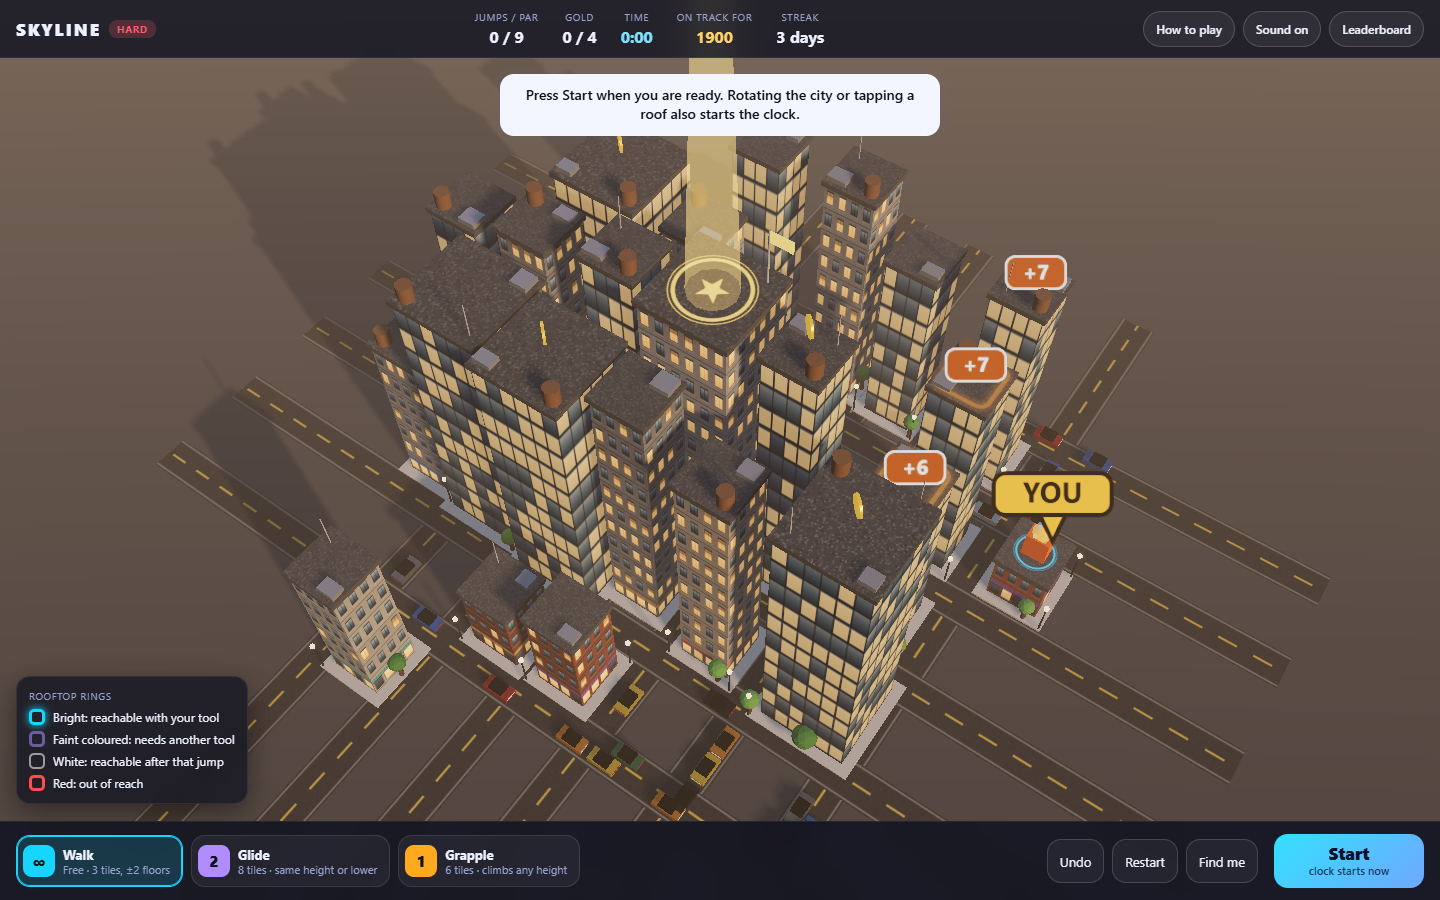 SKYLINE HARD
JUMPS / PAR
0 / 9
GOLD
0 / 4
TIME
0:00
ON TRACK FOR
1900
STREAK
3 days
How to play
Sound on
Leaderboard
Press Start when you are ready. Rotating the city or tapping a
roof also starts the clock.
+7
+7
+6
YOU
ROOFTOP RINGS
Bright: reachable with your tool
Faint coloured: needs another tool
White: reachable after that jump
Red: out of reach
∞ Walk
Free · 3 tiles, ±2 floors
2 Glide
8 tiles · same height or lower
1 Grapple
6 tiles · climbs any height
Undo
Restart
Find me
Start
clock starts now